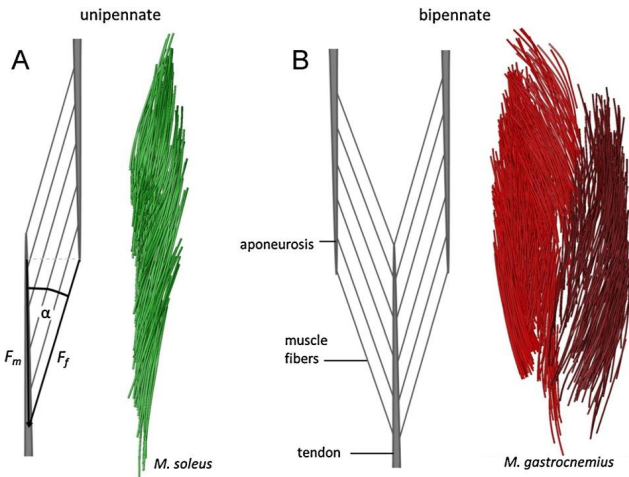 unipennate
bipennate
A
B
aponeurosis
α
F_m
F_f
muscle
fibers
tendon
M. soleus
M. gastrocnemius